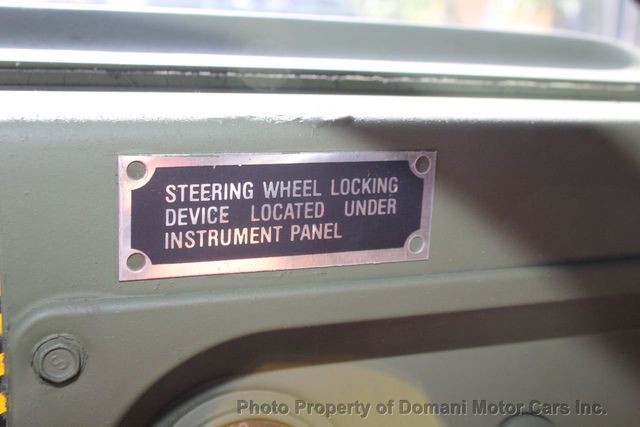 STEERING WHEEL LOCKING
DEVICE LOCATED UNDER
INSTRUMENT PANEL
S
Photo Property of Domani Motor Cars Inc.